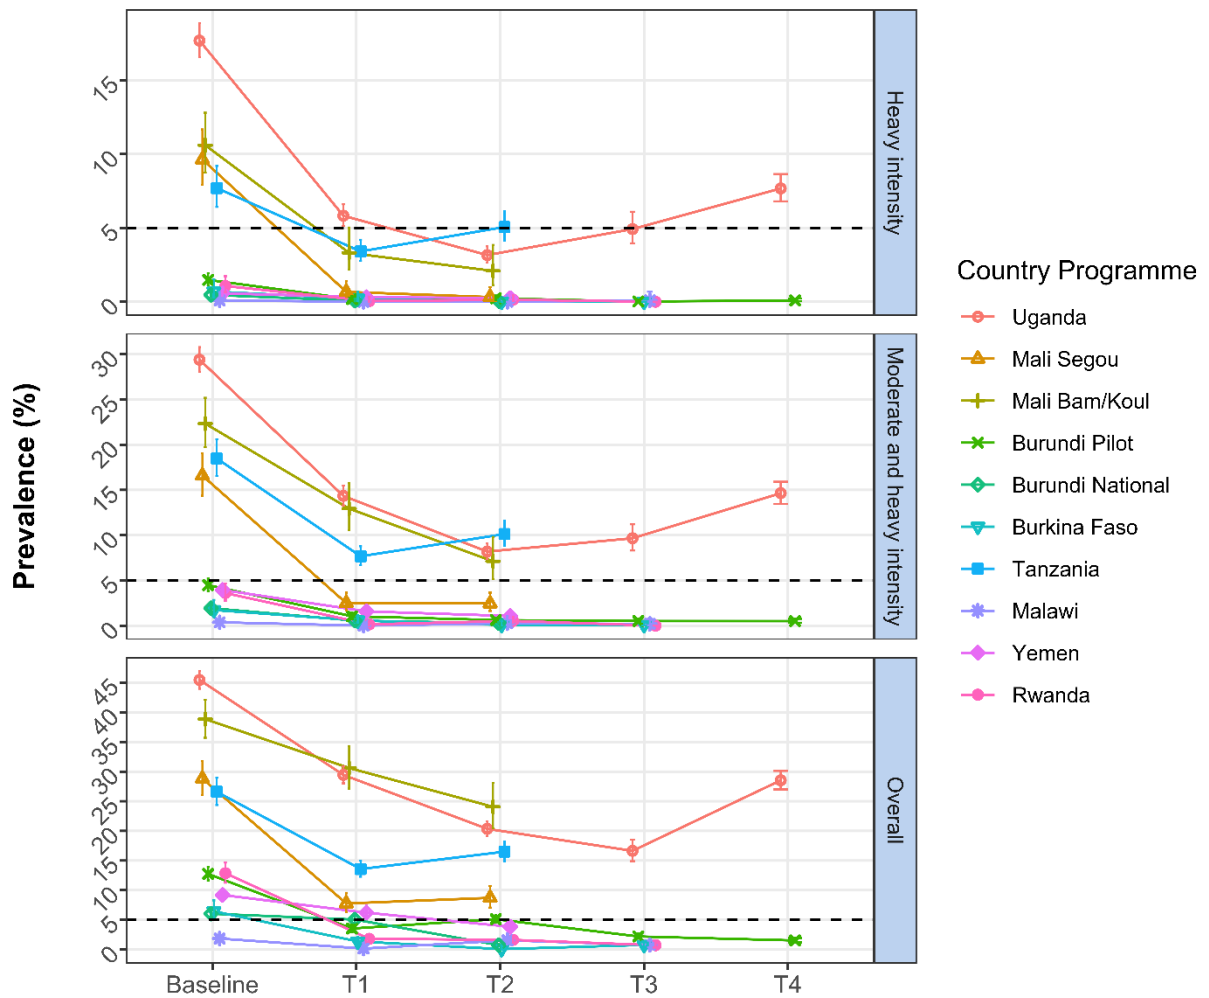 Prevalence (%)
15
10
5
0
Heavy intensity
30
25
20
15
10
5
0
Moderate and heavy intensity
45
40
35
30
25
20
15
10
5
0
Overall
Baseline T1 T2 T3 T4
Country Programme
Uganda
Mali Segou
Mali Bam/Koul
Burundi Pilot
Burundi National
Burkina Faso
Tanzania
Malawi
Yemen
Rwanda